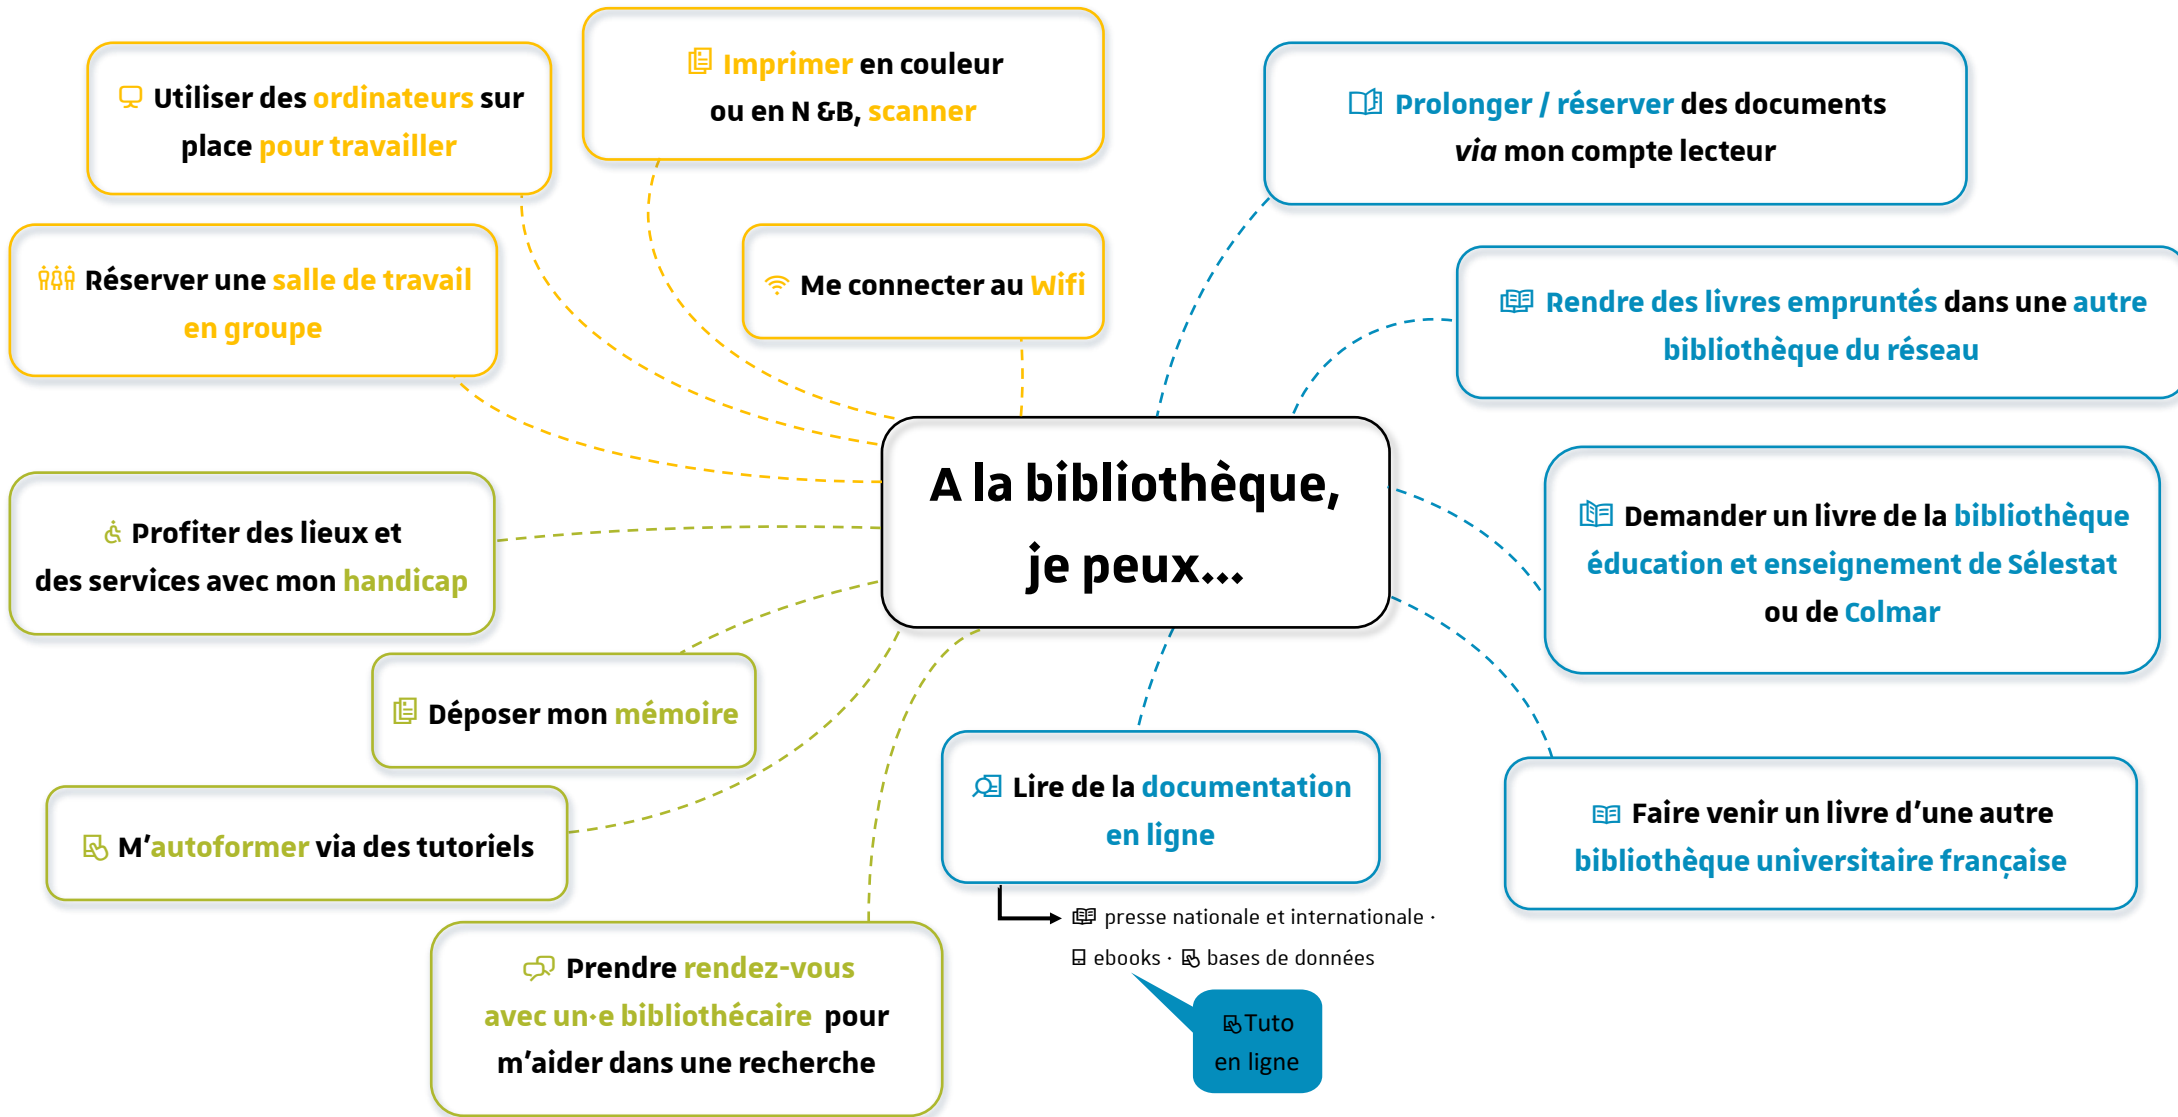 Utiliser des ordinateurs sur
place pour travailler
Imprimer en couleur
ou en N &B, scanner
Prolonger / réserver des documents
via mon compte lecteur
Réserver une salle de travail
en groupe
Me connecter au Wifi
Rendre des livres empruntés dans une autre
bibliothèque du réseau
A la bibliothèque,
je peux...
Profiter des lieux et
des services avec mon handicap
Demander un livre de la bibliothèque
éducation et enseignement de Sélestat
ou de Colmar
Déposer mon mémoire
M'autoformer via des tutoriels
Lire de la documentation
en ligne
Faire venir un livre d'une autre
bibliothèque universitaire française
presse nationale et internationale ·
ebooks · bases de données
Prendre rendez-vous
avec un·e bibliothécaire pour
m'aider dans une recherche
Tuto
en ligne